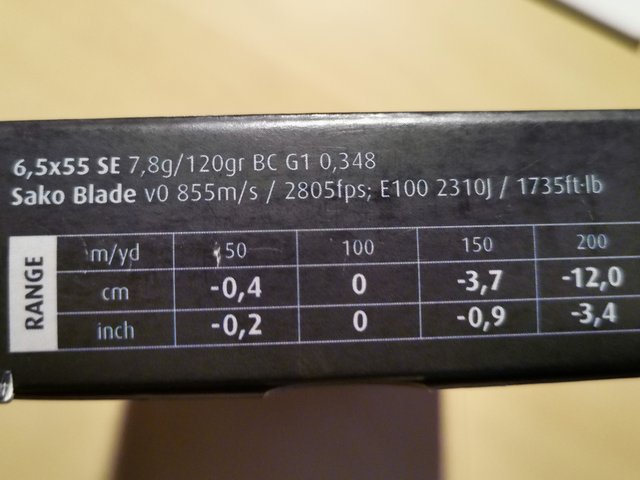 6,5x55 SE 7,8g/120gr BC G1 0,348
Sako Blade v0 855m/s / 2805fps; E100 2310J / 1735ft-lb
RANGE
m/yd 50 100 150 200
cm -0,4 0 -3,7 -12,0
inch -0,2 0 -0,9 -3,4